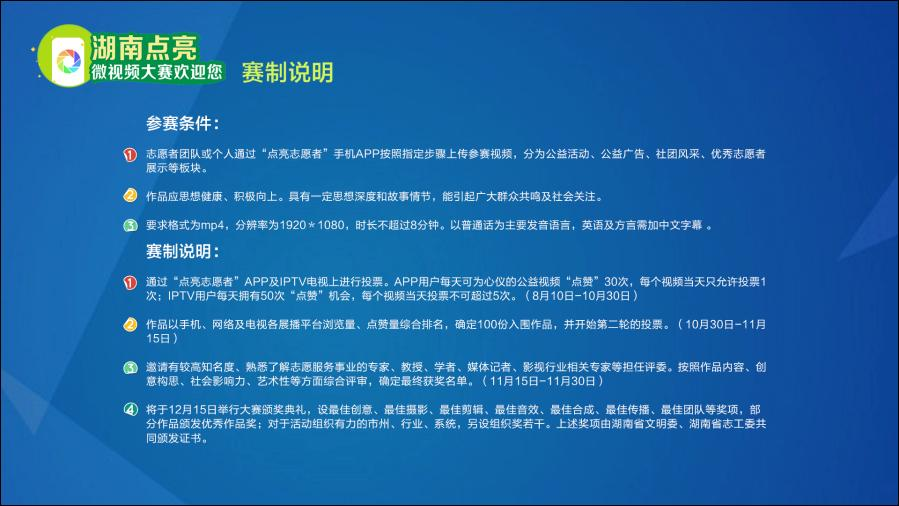 湖南点亮
微视频大赛欢迎您
赛制说明
参赛条件：
1 志愿者团队或个人通过“点亮志愿者”手机APP按照指定步骤上传参赛视频，分为公益活动、公益广告、社团风采、优秀志愿者
展示等板块。
2 作品应思想健康、积极向上。具有一定思想深度和故事情节，能引起广大群众共鸣及社会关注。
3 要求格式为mp4，分辨率为1920＊1080，时长不超过8分钟。以普通话为主要发音语言，英语及方言需加中文字幕 。
赛制说明：
1 通过“点亮志愿者”APP及IPTV电视上进行投票。APP用户每天可为心仪的公益视频“点赞”30次，每个视频当天只允许投票1
次；IPTV用户每天拥有50次“点赞”机会，每个视频当天投票不可超过5次。（8月10日-10月30日）
2 作品以手机、网络及电视各展播平台浏览量、点赞量综合排名，确定100份入围作品，并开始第二轮的投票。（10月30日-11月
15日）
3 邀请有较高知名度、熟悉了解志愿服务事业的专家、教授、学者、媒体记者、影视行业相关专家等担任评委。按照作品内容、创
意构思、社会影响力、艺术性等方面综合评审，确定最终获奖名单。（11月15日-11月30日）
4 将于12月15日举行大赛颁奖典礼，设最佳创意、最佳摄影、最佳剪辑、最佳音效、最佳合成、最佳传播、最佳团队等奖项，部
分作品颁发优秀作品奖；对于活动组织有力的市州、行业、系统，另设组织奖若干。上述奖项由湖南省文明委、湖南省志工委共
同颁发证书。